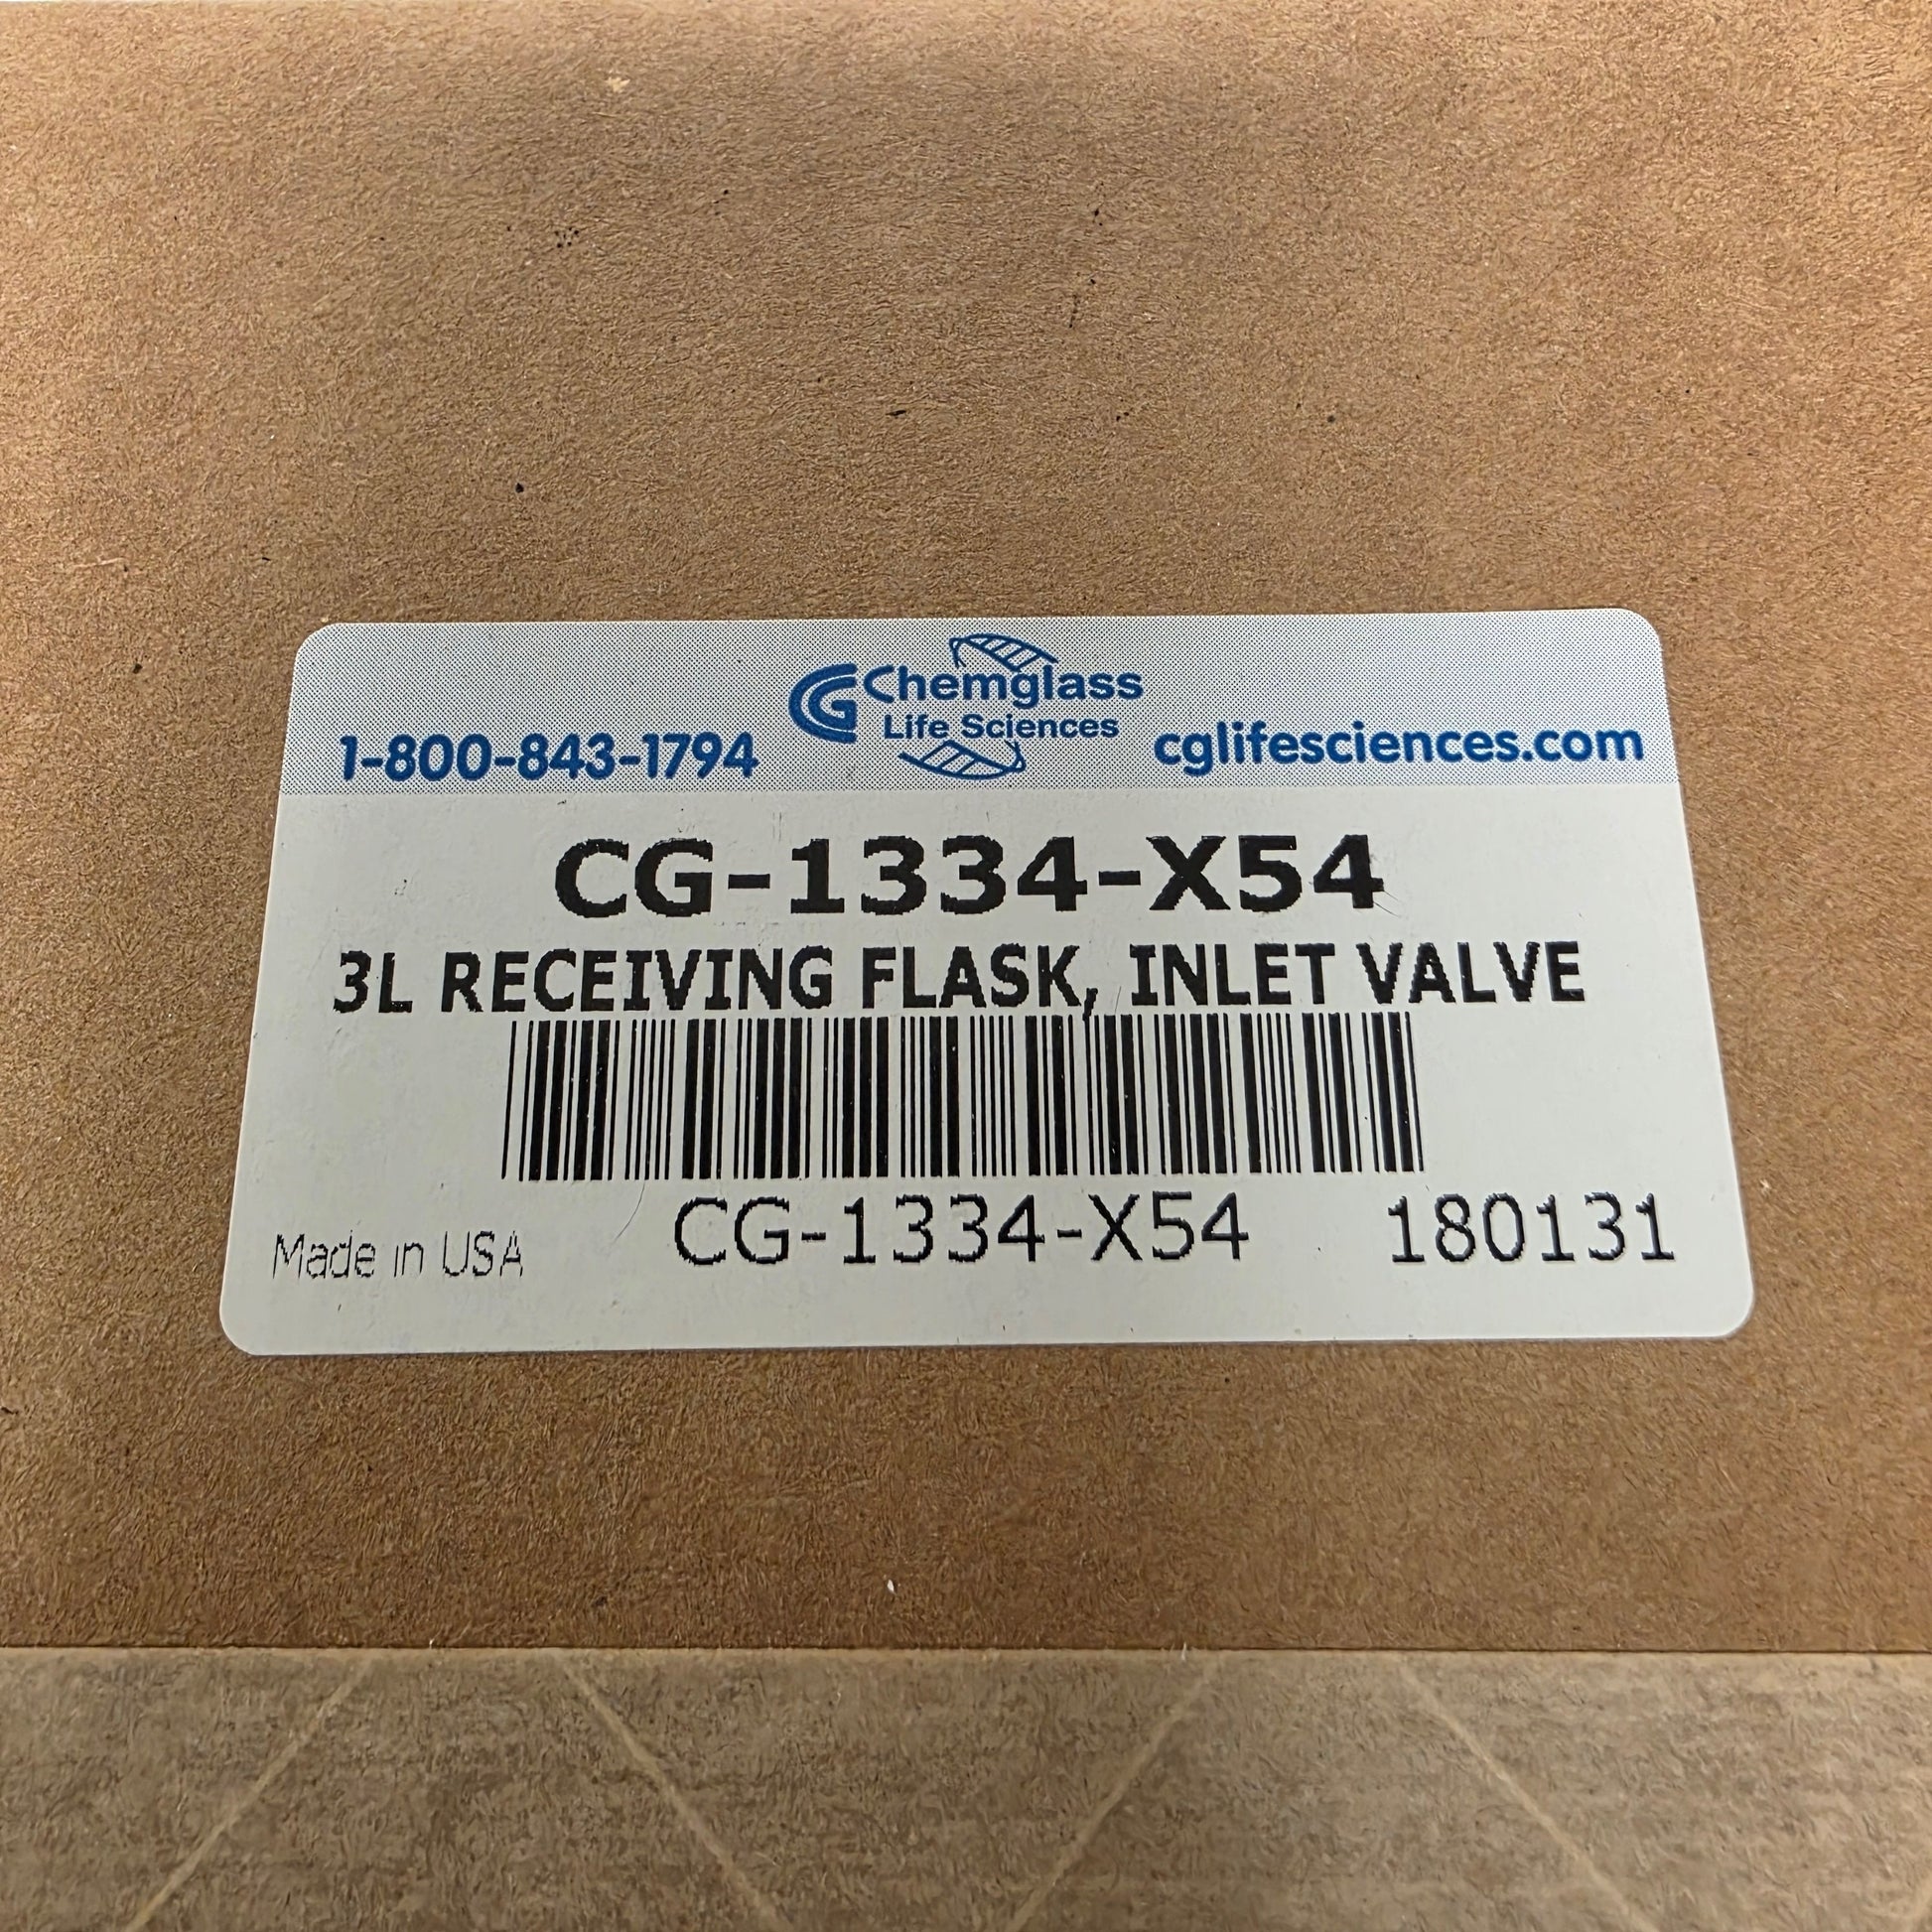 1-800-843-1794
CG Chemglass
Life Sciences
cglifesciences.com
CG-1334-X54
3L RECEIVING FLASK, INLET VALVE
Made in USA
CG-1334-X54
180131